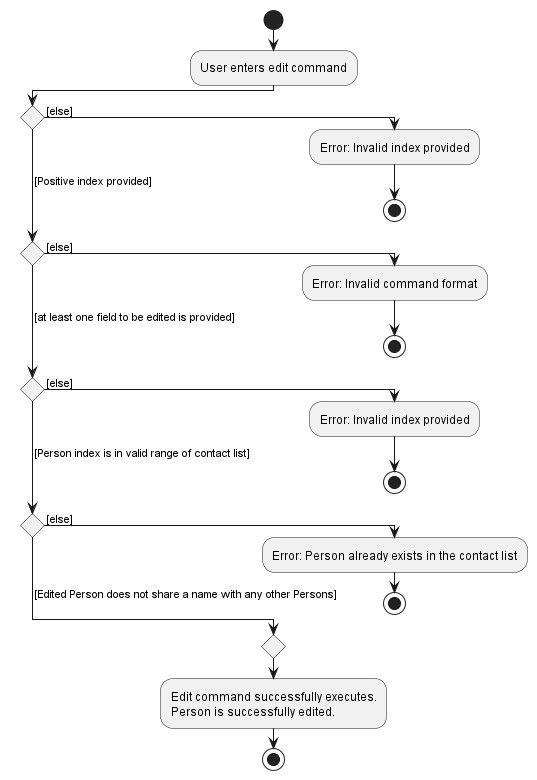 User enters edit command
[else]
Error: Invalid index provided
[Positive index provided]
[else]
Error: Invalid command format
[at least one field to be edited is provided]
[else]
Error: Invalid index provided
[Person index is in valid range of contact list]
[else]
Error: Person already exists in the contact list
[Edited Person does not share a name with any other Persons]
Edit command successfully executes.
Person is successfully edited.